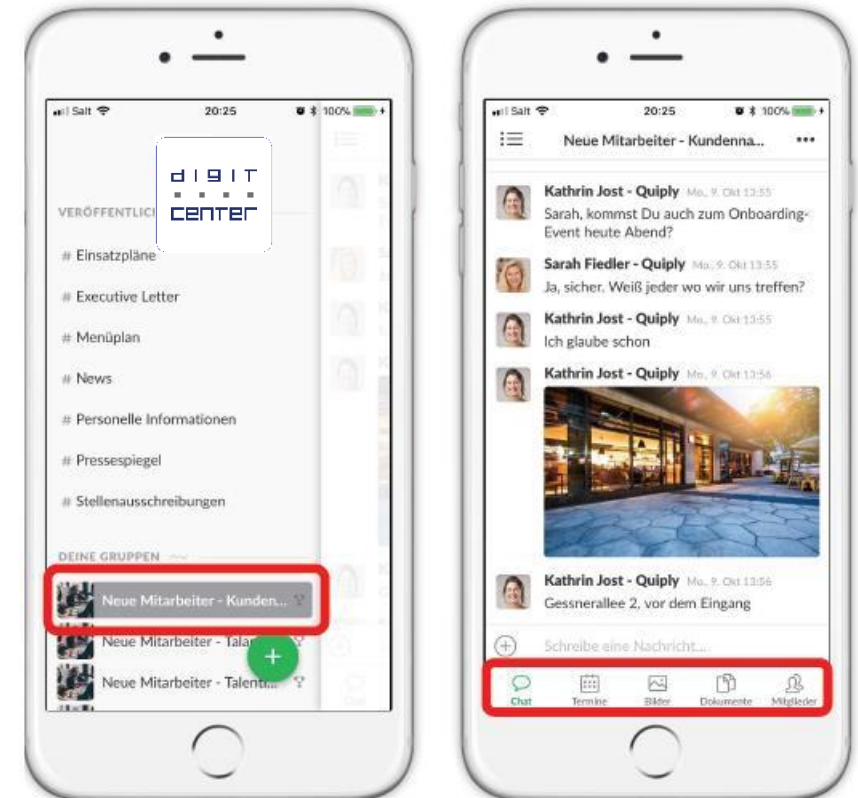 Salt
20:25
100%
digit
center
VERÖFFENTLIC
# Einsatzpläne
# Executive Letter
# Menüplan
# News
# Personelle Informationen
# Pressespiegel
# Stellenausschreibungen
DEINE GRUPPEN
Neue Mitarbeiter - Kunden...
Neue Mitarbeiter - Tala
+
Neue Mitarbeiter - Talent...
Salt
20:25
100%
Neue Mitarbeiter - Kundenna...
Kathrin Jost - Quiply Mo., 9. Okt 13:55
Sarah, kommst Du auch zum Onboarding-
Event heute Abend?
Sarah Fiedler - Quiply Mo., 9. Okt 13:55
Ja, sicher. Weiß jeder wo wir uns treffen?
Kathrin Jost - Quiply Mo., 9. Okt 13:55
Ich glaube schon
Kathrin Jost - Quiply Mo., 9. Okt 13:56
Kathrin Jost - Quiply Mo., 9. Okt 13:56
Gessnerallee 2, vor dem Eingang
Schreibe eine Nachricht...
Chat Termine Bilder Dokumente Mitglieder